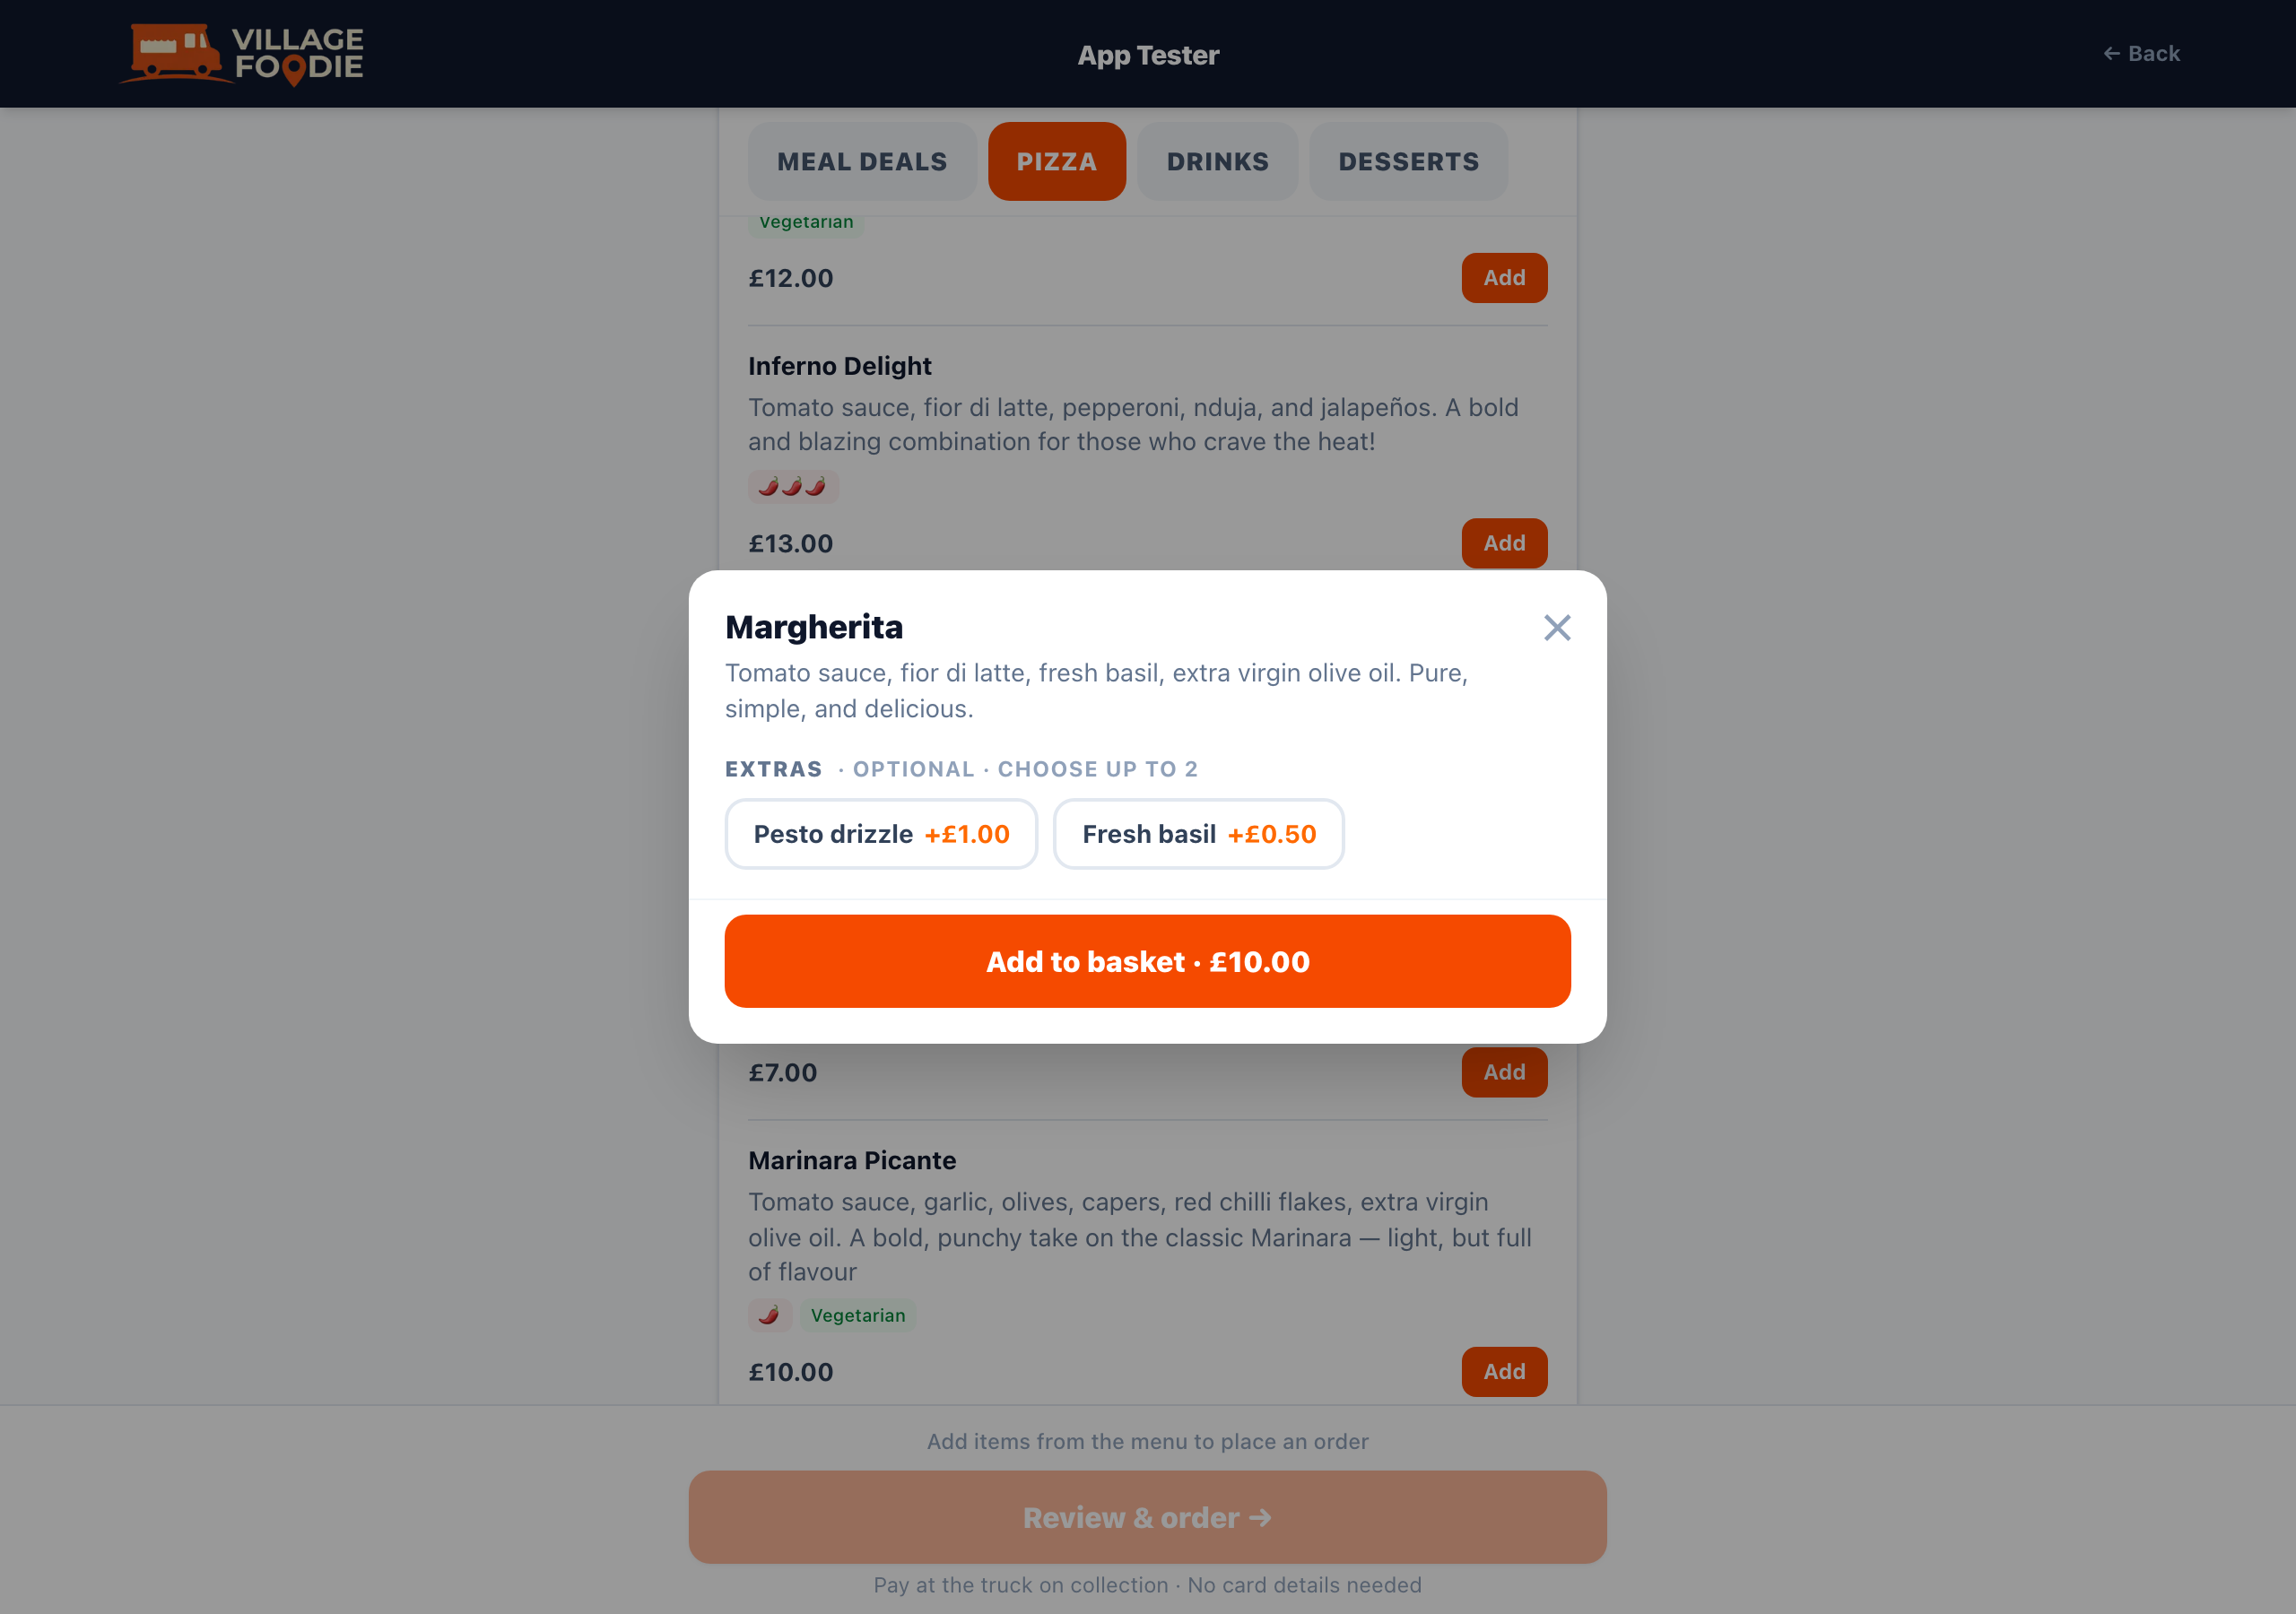 VILLAGE
FOODIE
App Tester
← Back
MEAL DEALS
PIZZA
DRINKS
DESSERTS
Vegetarian
£12.00
Add
Inferno Delight
Tomato sauce, fior di latte, pepperoni, nduja, and jalapeños. A bold
and blazing combination for those who crave the heat!
£13.00
Add
Margherita
Tomato sauce, fior di latte, fresh basil, extra virgin olive oil. Pure,
simple, and delicious.
EXTRAS · OPTIONAL · CHOOSE UP TO 2
Pesto drizzle +£1.00
Fresh basil +£0.50
Add to basket · £10.00
£7.00
Add
Marinara Picante
Tomato sauce, garlic, olives, capers, red chilli flakes, extra virgin
olive oil. A bold, punchy take on the classic Marinara — light, but full
of flavour
Vegetarian
£10.00
Add
Add items from the menu to place an order
Review & order →
Pay at the truck on collection · No card details needed